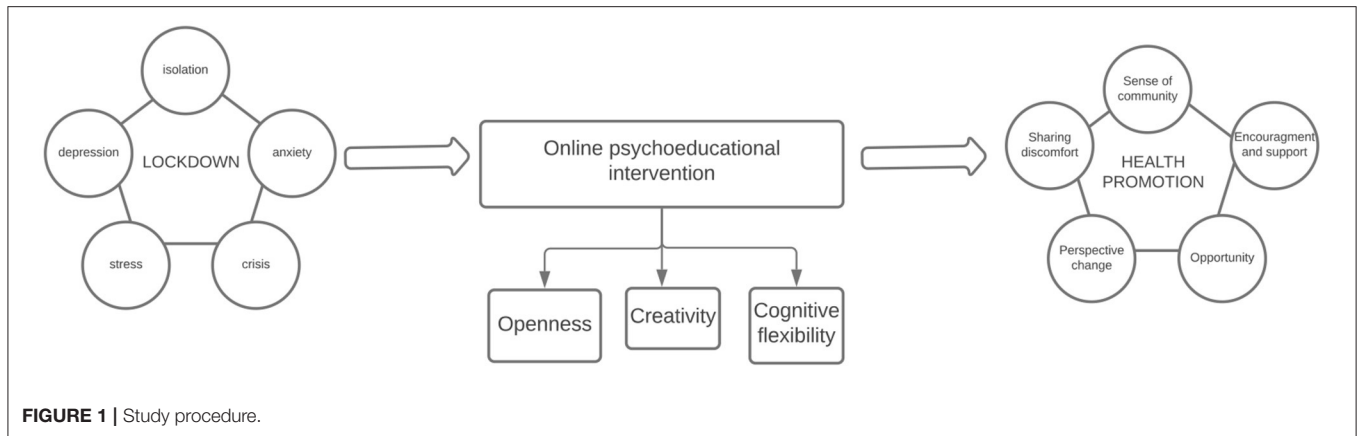 isolation
depression
LOCKDOWN
anxiety
stress
crisis
Online psychoeducational
intervention
Openness
Creativity
Cognitive
flexibility
Sense of
community
Sharing
discomfort
HEALTH
PROMOTION
Encouragment
and support
Perspective
change
Opportunity
FIGURE 1 | Study procedure.